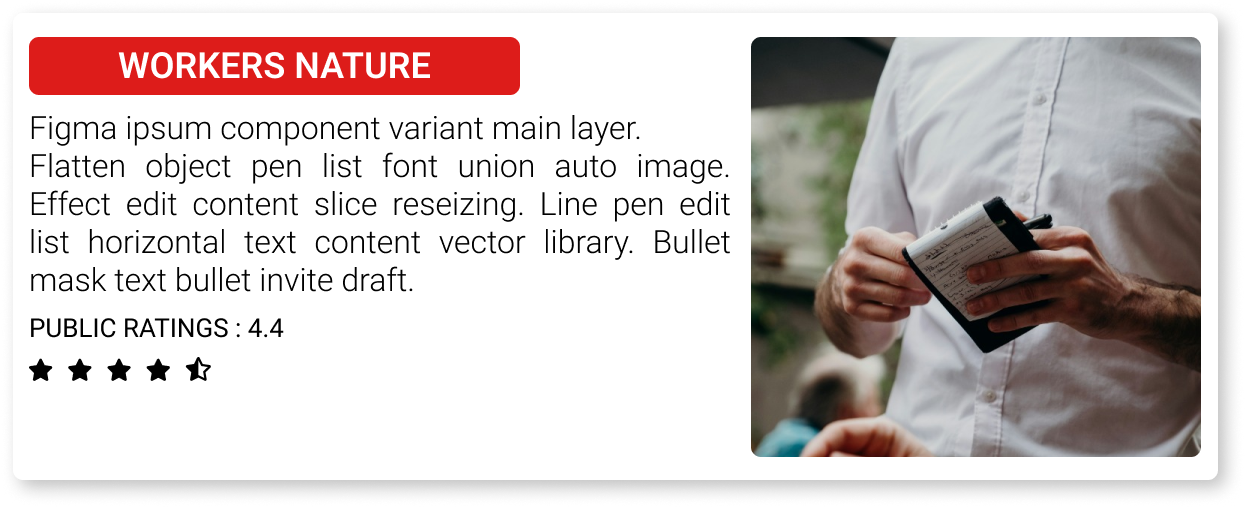 WORKERS NATURE
Figma ipsum component variant main layer.
Flatten object pen list font union auto image.
Effect edit content slice reseizing. Line pen edit
list horizontal text content vector library. Bullet
mask text bullet invite draft.
PUBLIC RATINGS : 4.4